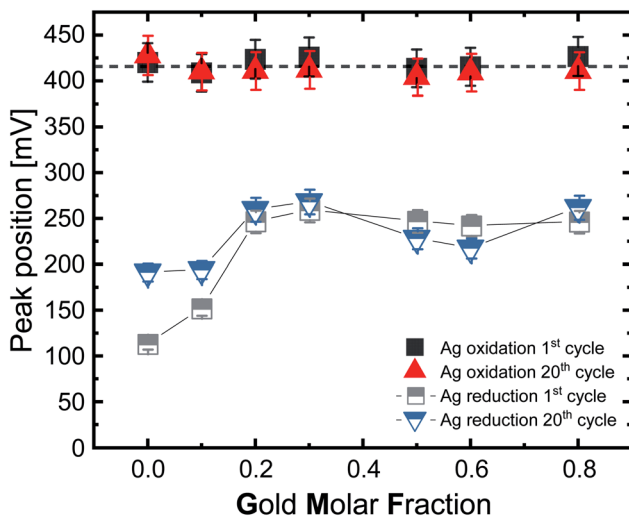 Peak position [mV]
450
400
350
300
250
200
150
100
50
0
Ag oxidation 1st cycle
Ag oxidation 20th cycle
Ag reduction 1st cycle
Ag reduction 20th cycle
0.0 0.2 0.4 0.6 0.8
Gold Molar Fraction